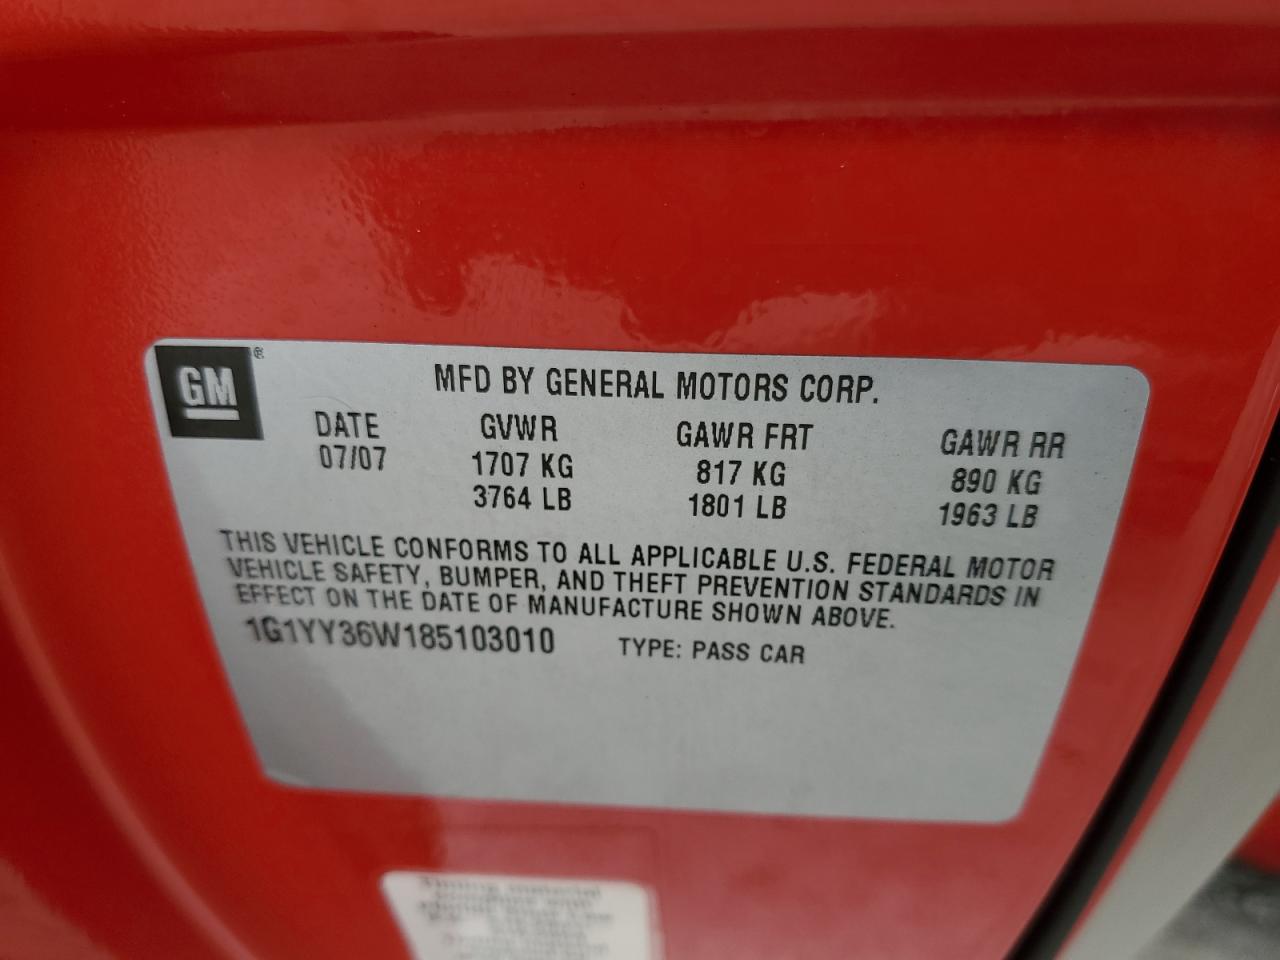 GM®
MFD BY GENERAL MOTORS CORP.
DATE GVWR GAWR FRT GAWR RR
07/07 1707 KG 817 KG 890 KG
3764 LB 1801 LB 1963 LB
THIS VEHICLE CONFORMS TO ALL APPLICABLE U.S. FEDERAL MOTOR
VEHICLE SAFETY, BUMPER, AND THEFT PREVENTION STANDARDS IN
EFFECT ON THE DATE OF MANUFACTURE SHOWN ABOVE.
1G1YY36W185103010 TYPE: PASS CAR